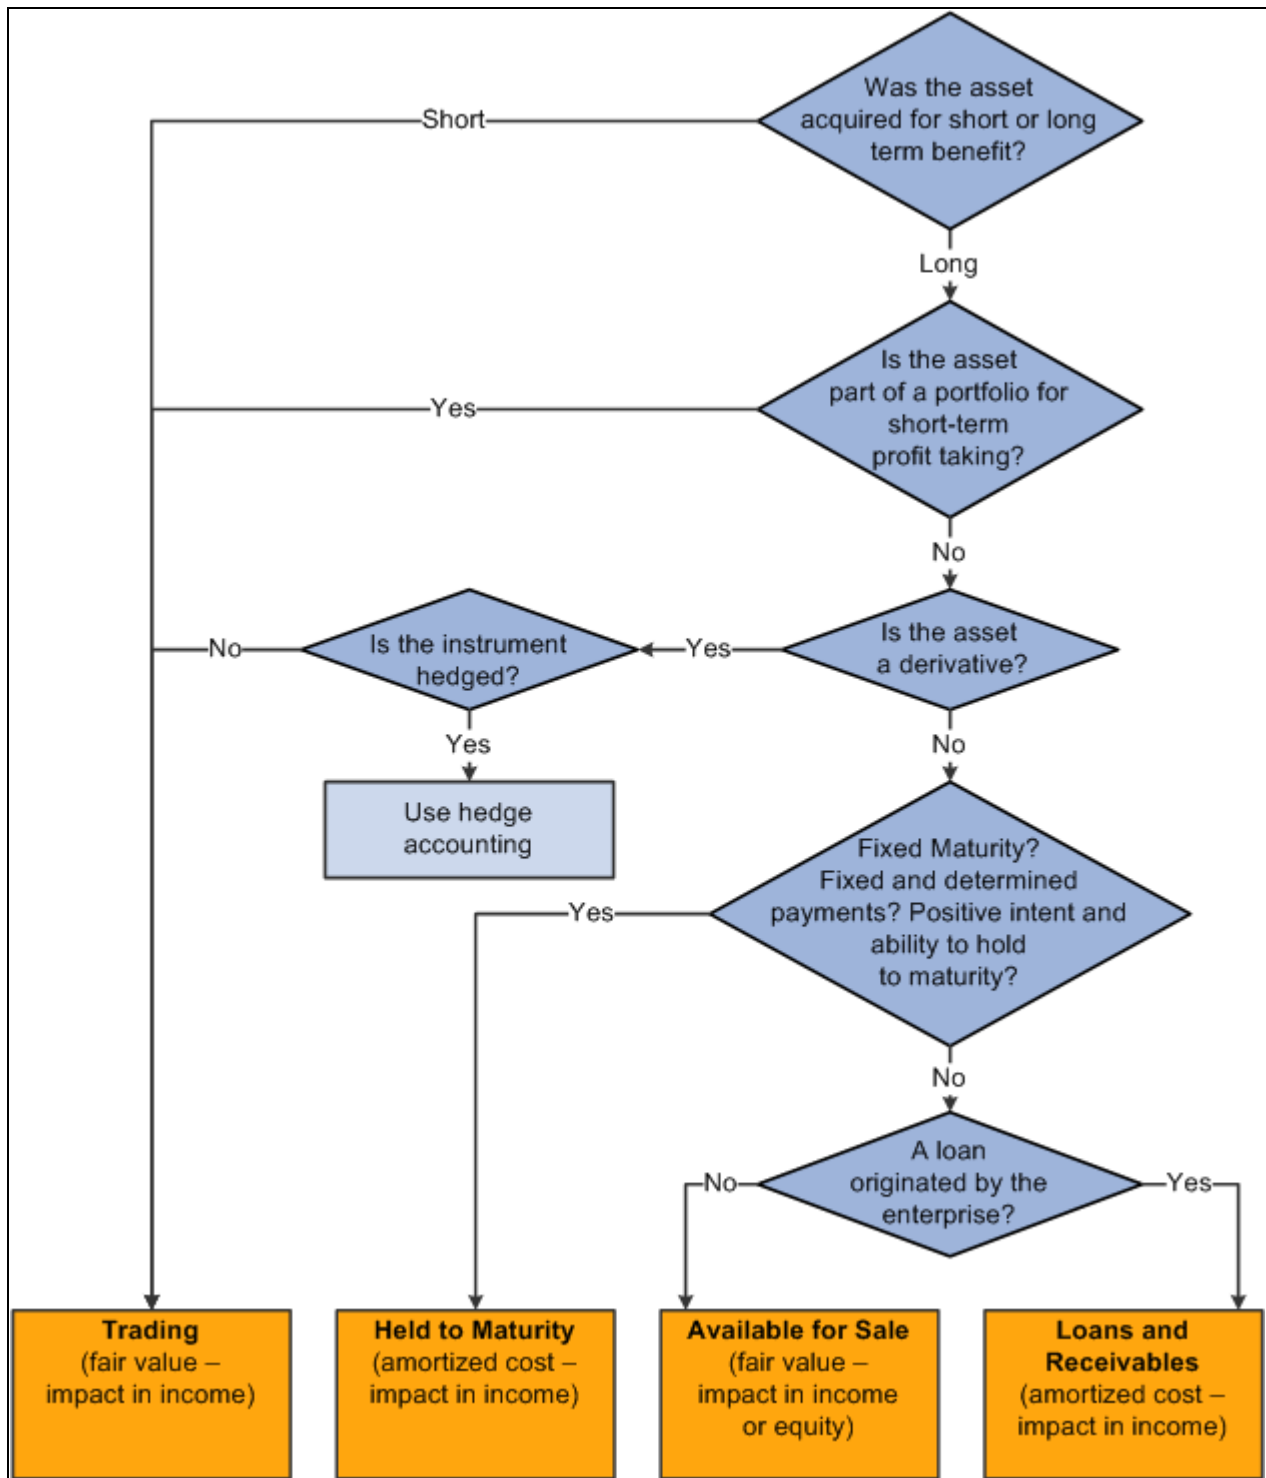 Was the asset
acquired for short or long
term benefit?
Short
Long
Is the asset
part of a portfolio for
short-term
profit taking?
Yes
No
Is the asset
a derivative?
Yes
Is the instrument
hedged?
No
Yes
Use hedge
accounting
No
Fixed Maturity?
Fixed and determined
payments? Positive intent and
ability to hold
to maturity?
Yes
No
A loan
originated by the
enterprise?
No
Yes
Trading
(fair value –
impact in income)
Held to Maturity
(amortized cost –
impact in income)
Available for Sale
(fair value –
impact in income
or equity)
Loans and
Receivables
(amortized cost –
impact in income)